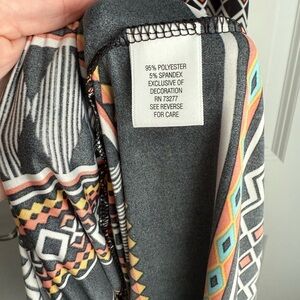 95% POLYESTER
5% SPANDEX
EXCLUSIVE OF
DECORATION
RN 73277
SEE REVERSE
FOR CARE